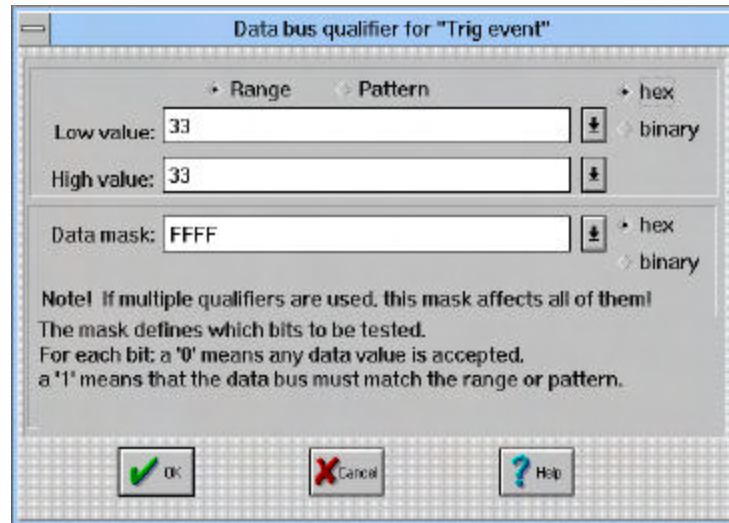 Data bus qualifier for "Trig event"
Range Pattern hex
Low value: 33 binary
High value: 33
Data mask: FFFF hex
binary
Note! If multiple qualifiers are used, this mask affects all of them!
The mask defines which bits to be tested.
For each bit: a '0' means any data value is accepted,
a '1' means that the data bus must match the range or pattern.
OK Cancel Help